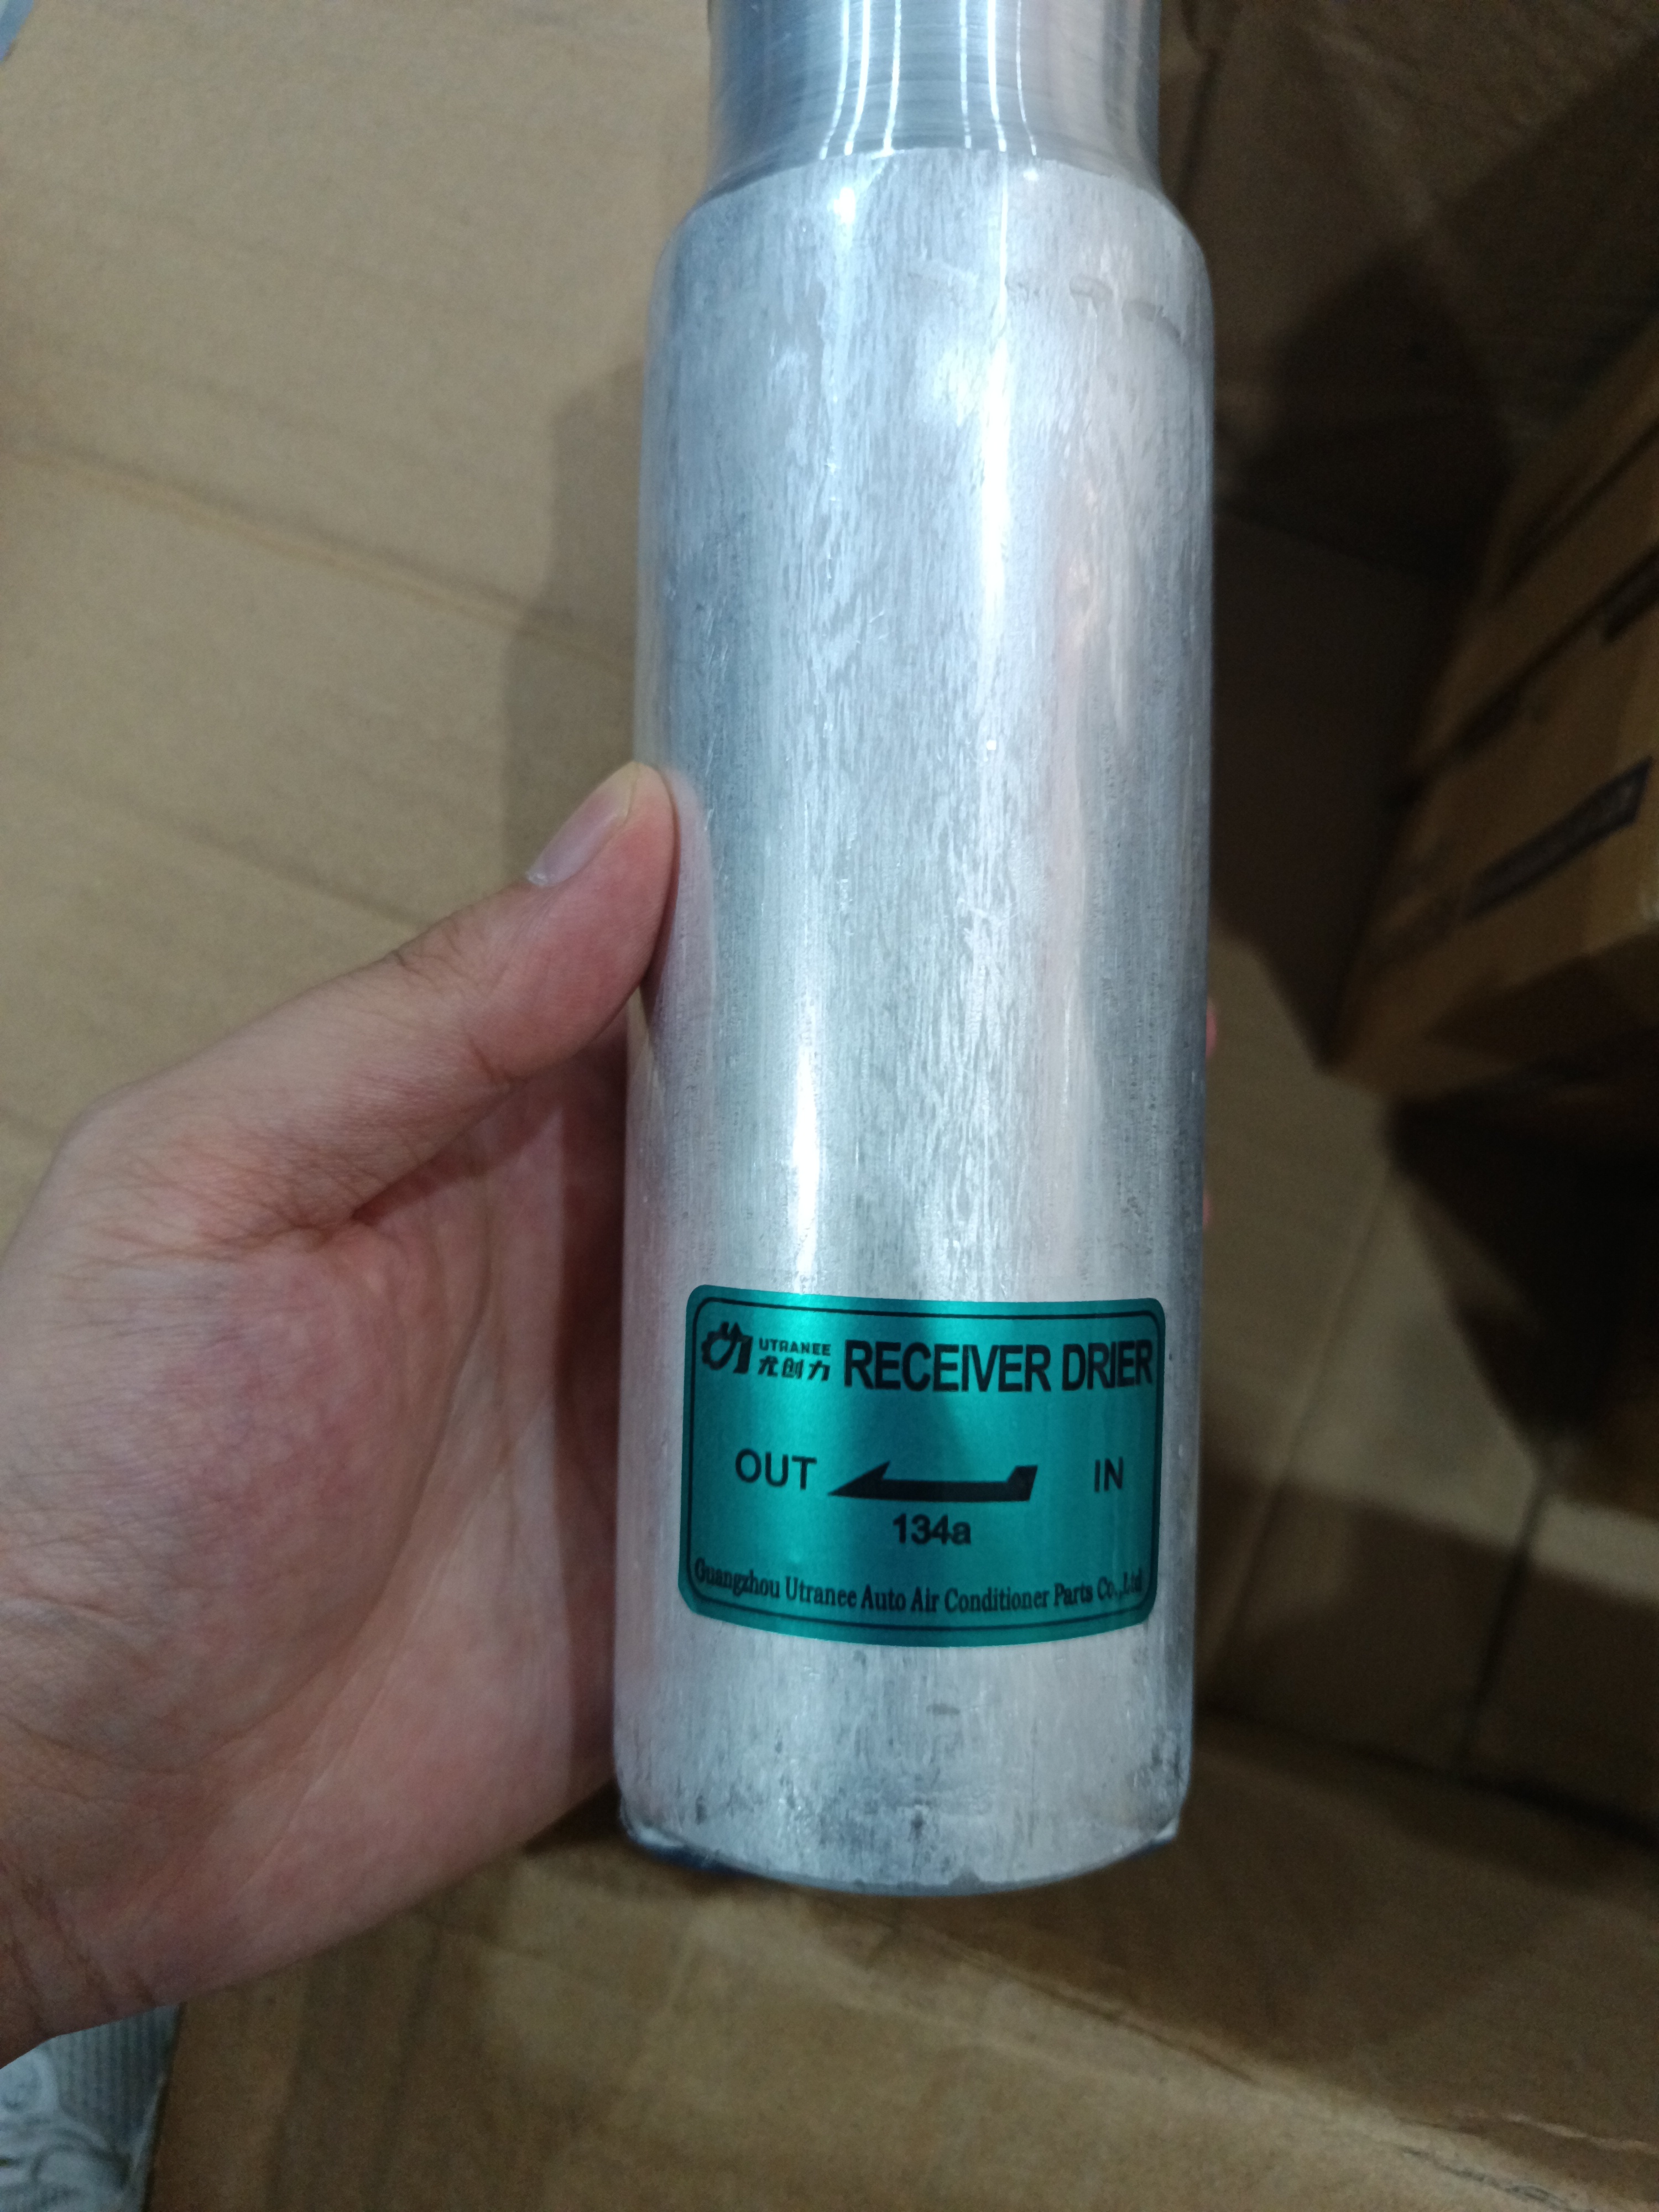 UTRANEE
尤创力
RECEIVER DRIER
OUT IN
134a
Guangzhou Utranee Auto Air Conditioner Parts Co.,Ltd